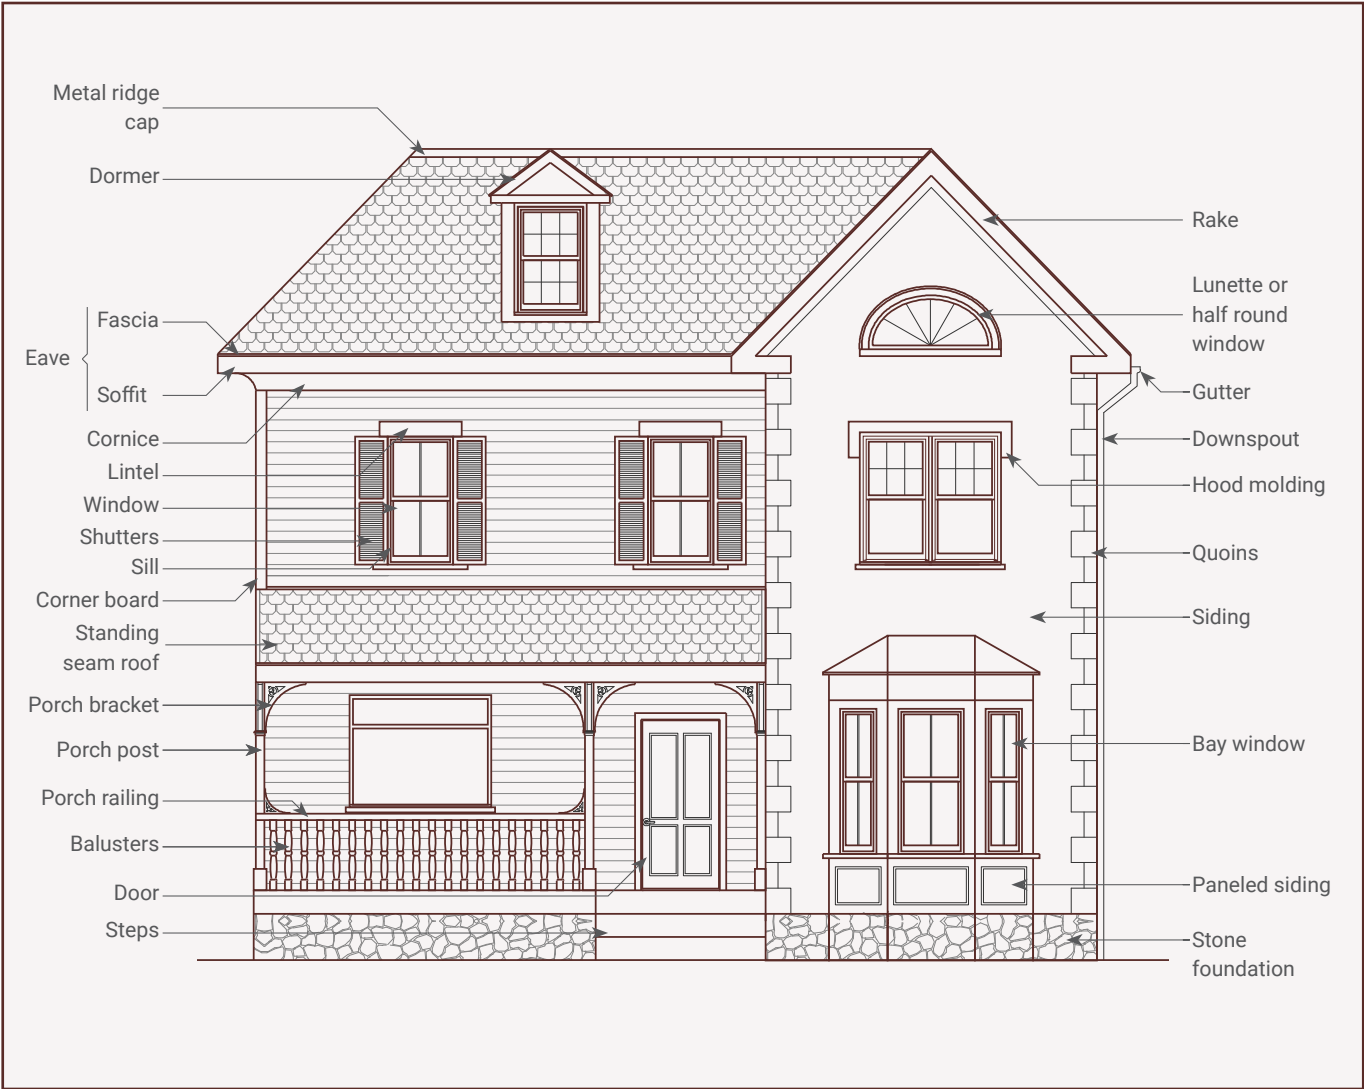 Metal ridge
cap
Dormer
Fascia
Eave
Soffit
Cornice
Lintel
Window
Shutters
Sill
Corner board
Standing
seam roof
Porch bracket
Porch post
Porch railing
Balusters
Door
Steps
Rake
Lunette or
half round
window
Gutter
Downspout
Hood molding
Quoins
Siding
Bay window
Paneled siding
Stone
foundation